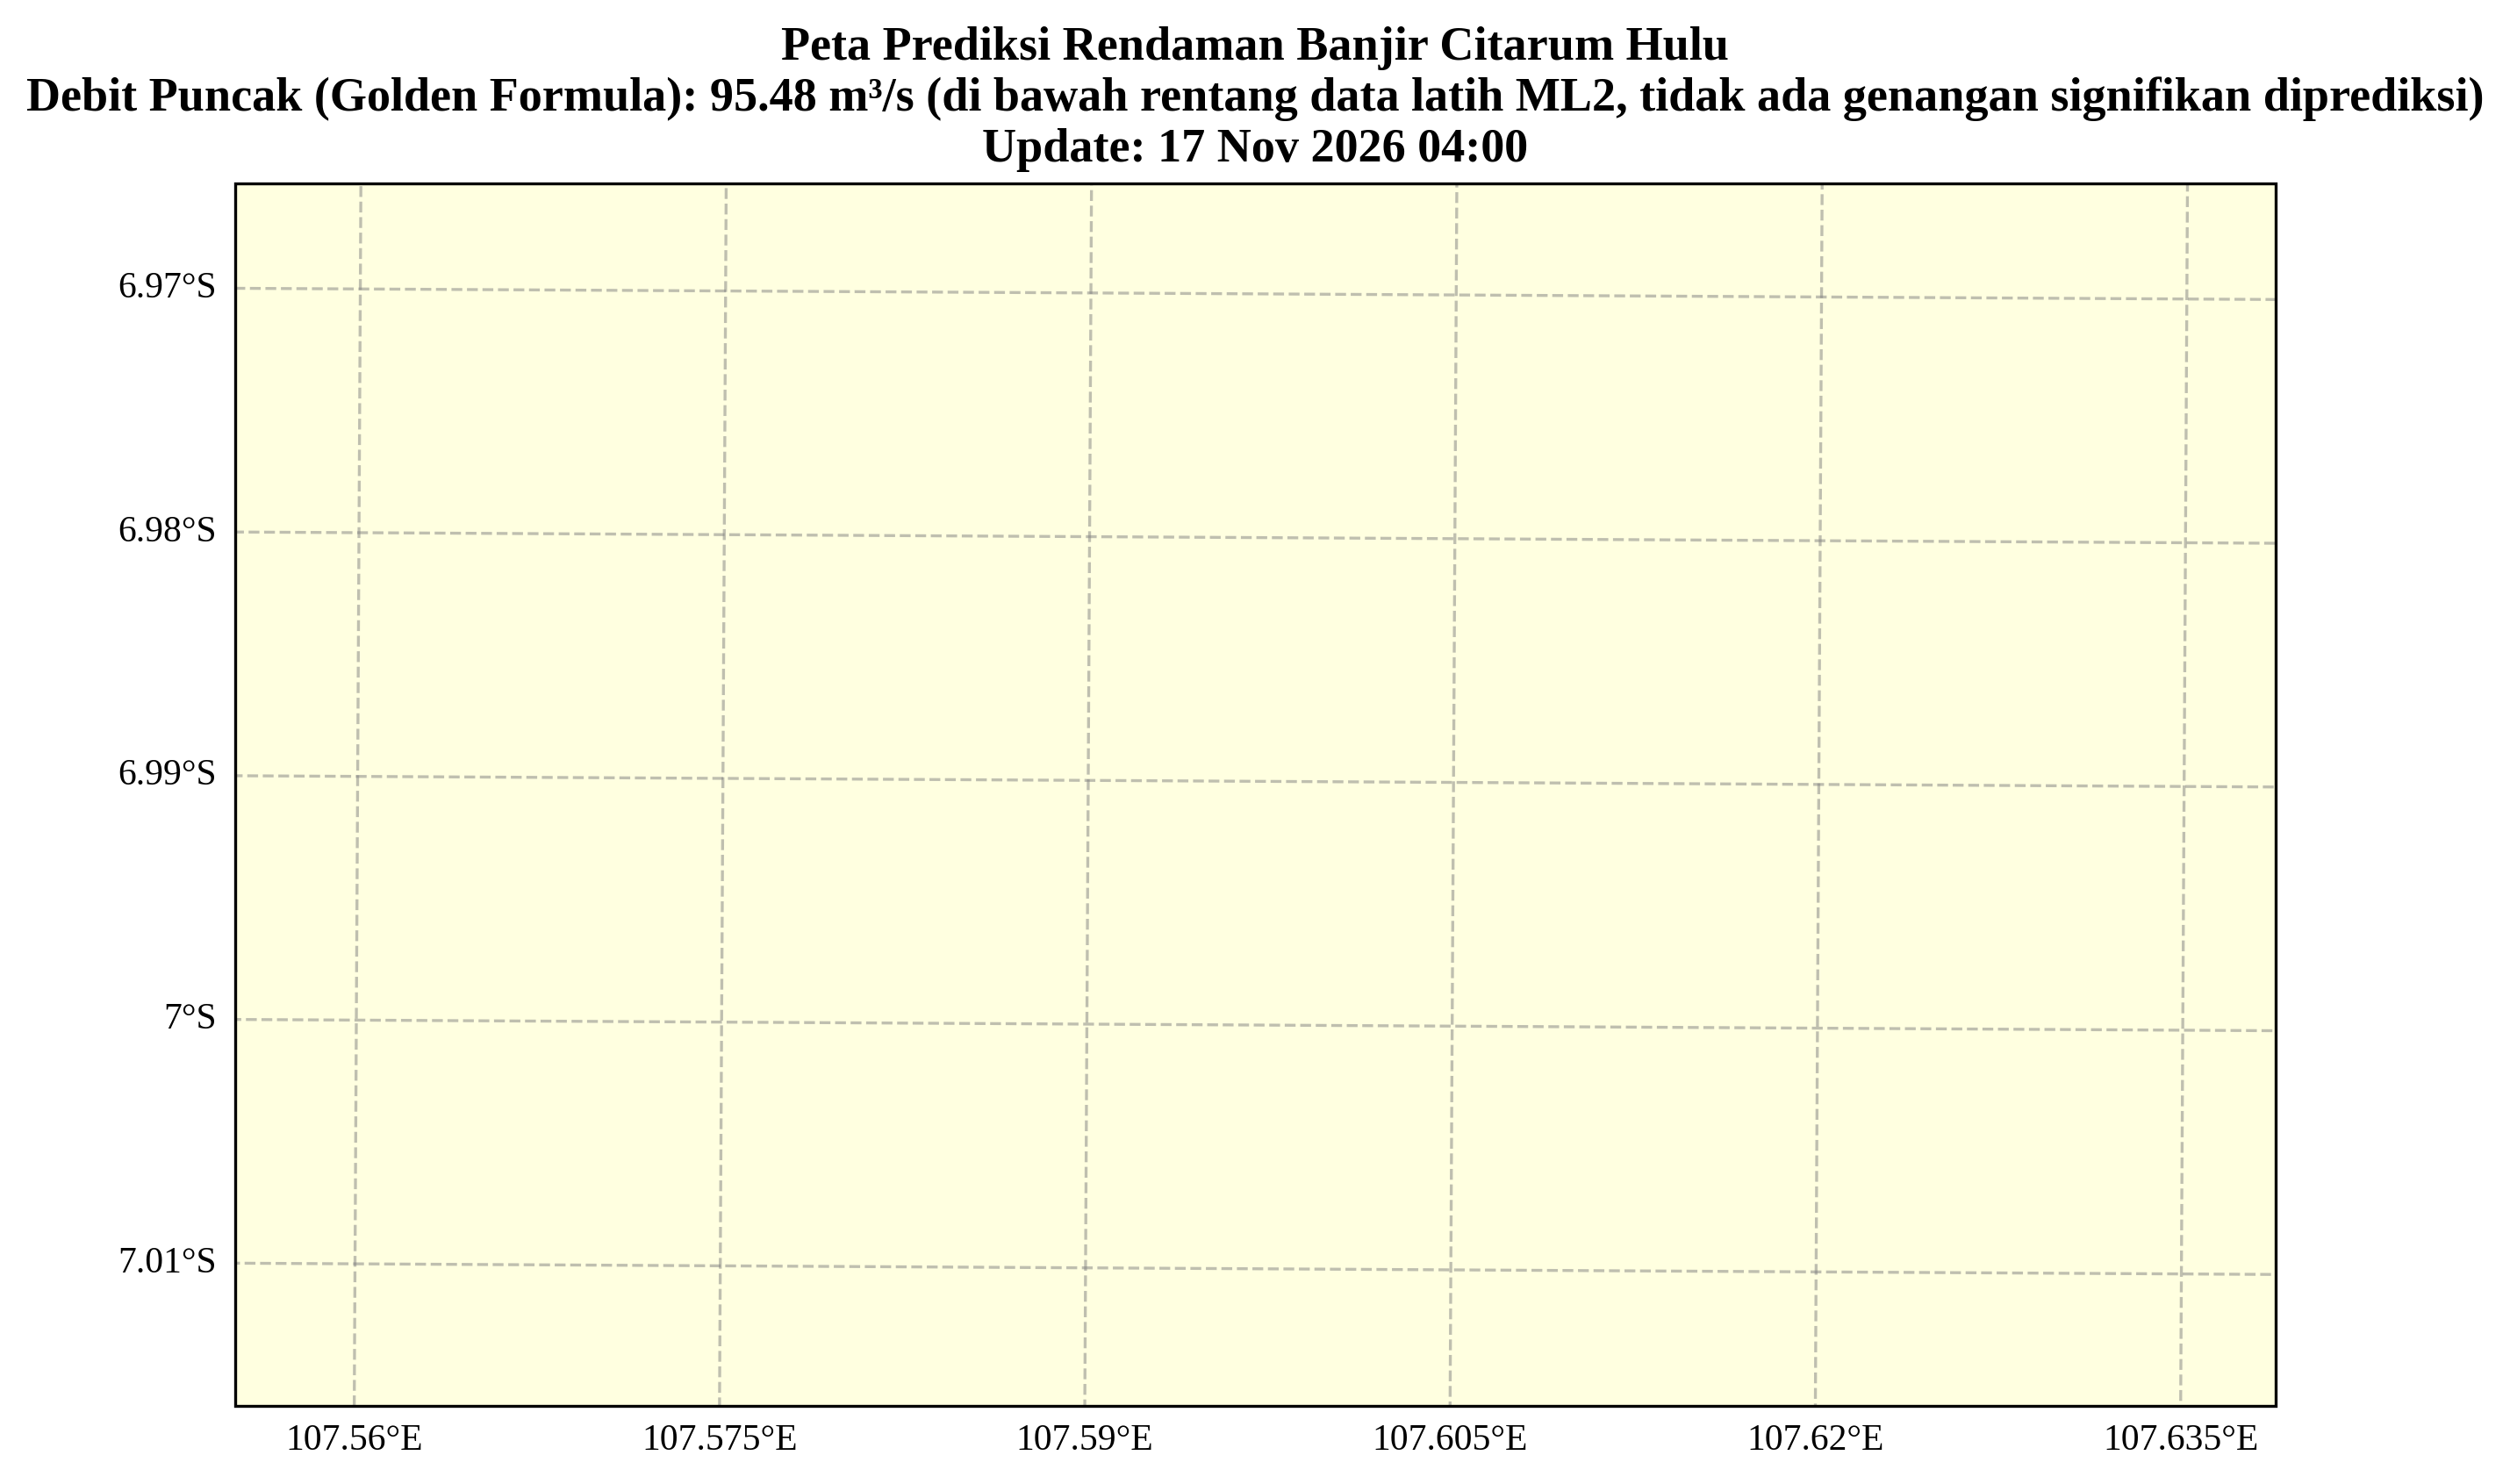 Peta Prediksi Rendaman Banjir Citarum Hulu
Debit Puncak (Golden Formula): 95.48 m³/s (di bawah rentang data latih ML2, tidak ada genangan signifikan diprediksi)
Update: 17 Nov 2026 04:00
6.97°S
6.98°S
6.99°S
7°S
7.01°S
107.56°E
107.575°E
107.59°E
107.605°E
107.62°E
107.635°E